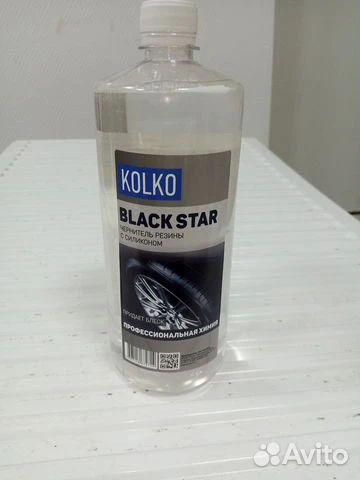 KOLKO
BLACK STAR
ЧЕРНИТЕЛЬ РЕЗИНЫ
С СИЛИКОНОМ
ПРИДАЕТ БЛЕСК
ПРОФЕССИОНАЛЬНАЯ ХИМИЯ
Avito